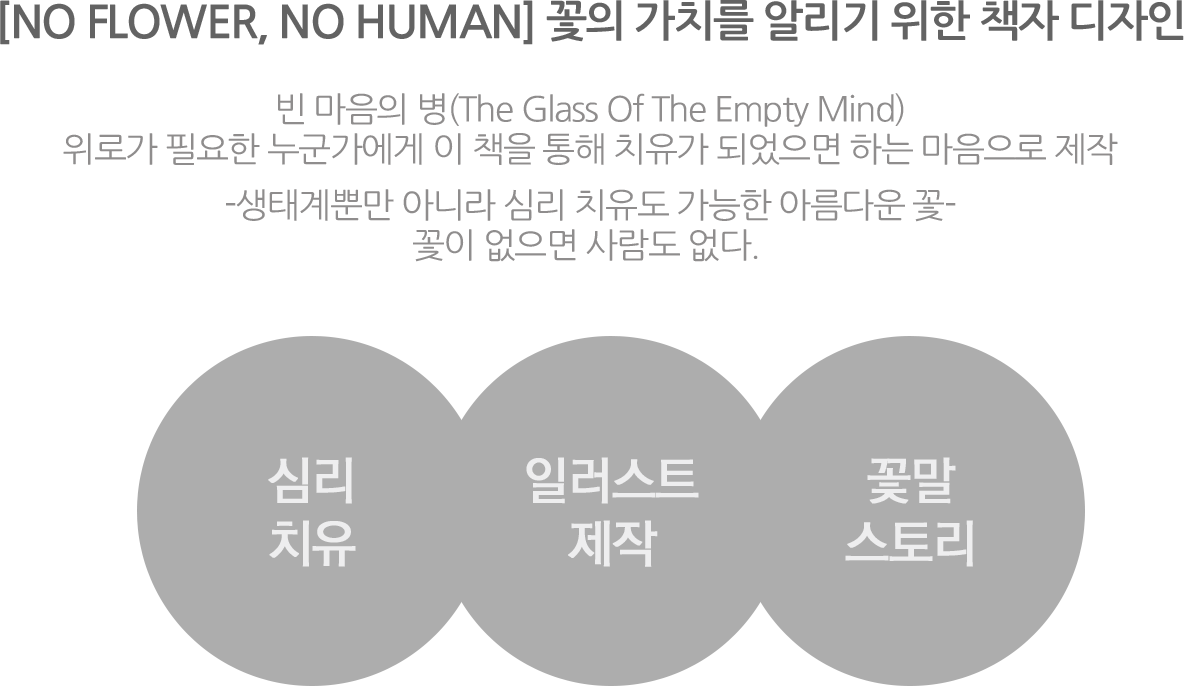 [NO FLOWER, NO HUMAN] 꽃의 가치를 알리기 위한 책자 디자인
빈 마음의 병(The Glass Of The Empty Mind)
위로가 필요한 누군가에게 이 책을 통해 치유가 되었으면 하는 마음으로 제작
-생태계뿐만 아니라 심리 치유도 가능한 아름다운 꽃-
꽃이 없으면 사람도 없다.
심리
치유
일러스트
제작
꽃말
스토리